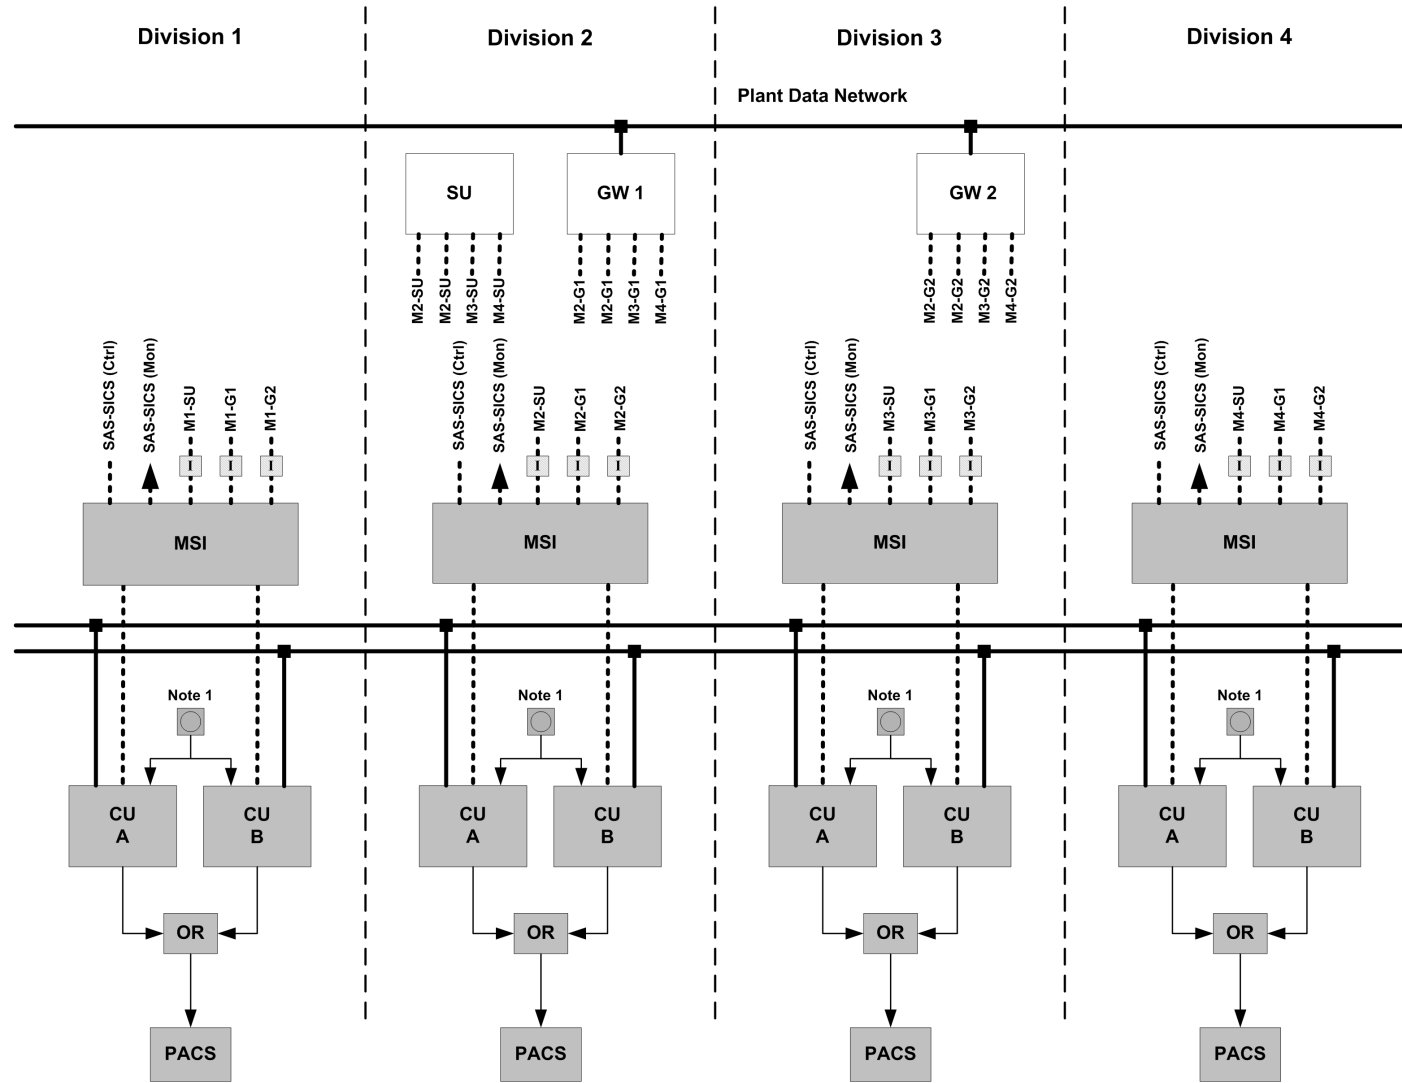 Division 1
Division 2
Division 3
Division 4
Plant Data Network
SU
GW 1
GW 2
M2-SU
M2-SU
M3-SU
M4-SU
M2-G1
M2-G1
M3-G1
M4-G1
M2-G2
M2-G2
M3-G2
M4-G2
SAS-SICS (Ctrl)
SAS-SICS (Mon)
M1-SU
M1-G1
M1-G2
SAS-SICS (Ctrl)
SAS-SICS (Mon)
M2-SU
M2-G1
M2-G2
SAS-SICS (Ctrl)
SAS-SICS (Mon)
M3-SU
M3-G1
M3-G2
SAS-SICS (Ctrl)
SAS-SICS (Mon)
M4-SU
M4-G1
M4-G2
I
I
I
I
I
I
I
I
I
I
I
I
MSI
MSI
MSI
MSI
Note 1
Note 1
Note 1
Note 1
CU
A
CU
B
CU
A
CU
B
CU
A
CU
B
CU
A
CU
B
OR
OR
OR
OR
PACS
PACS
PACS
PACS